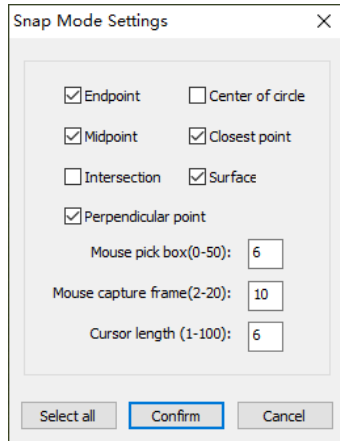 Snap Mode Settings
Endpoint Center of circle
Midpoint Closest point
Intersection Surface
Perpendicular point
Mouse pick box(0-50): 6
Mouse capture frame(2-20): 10
Cursor length (1-100): 6
Select all Confirm Cancel